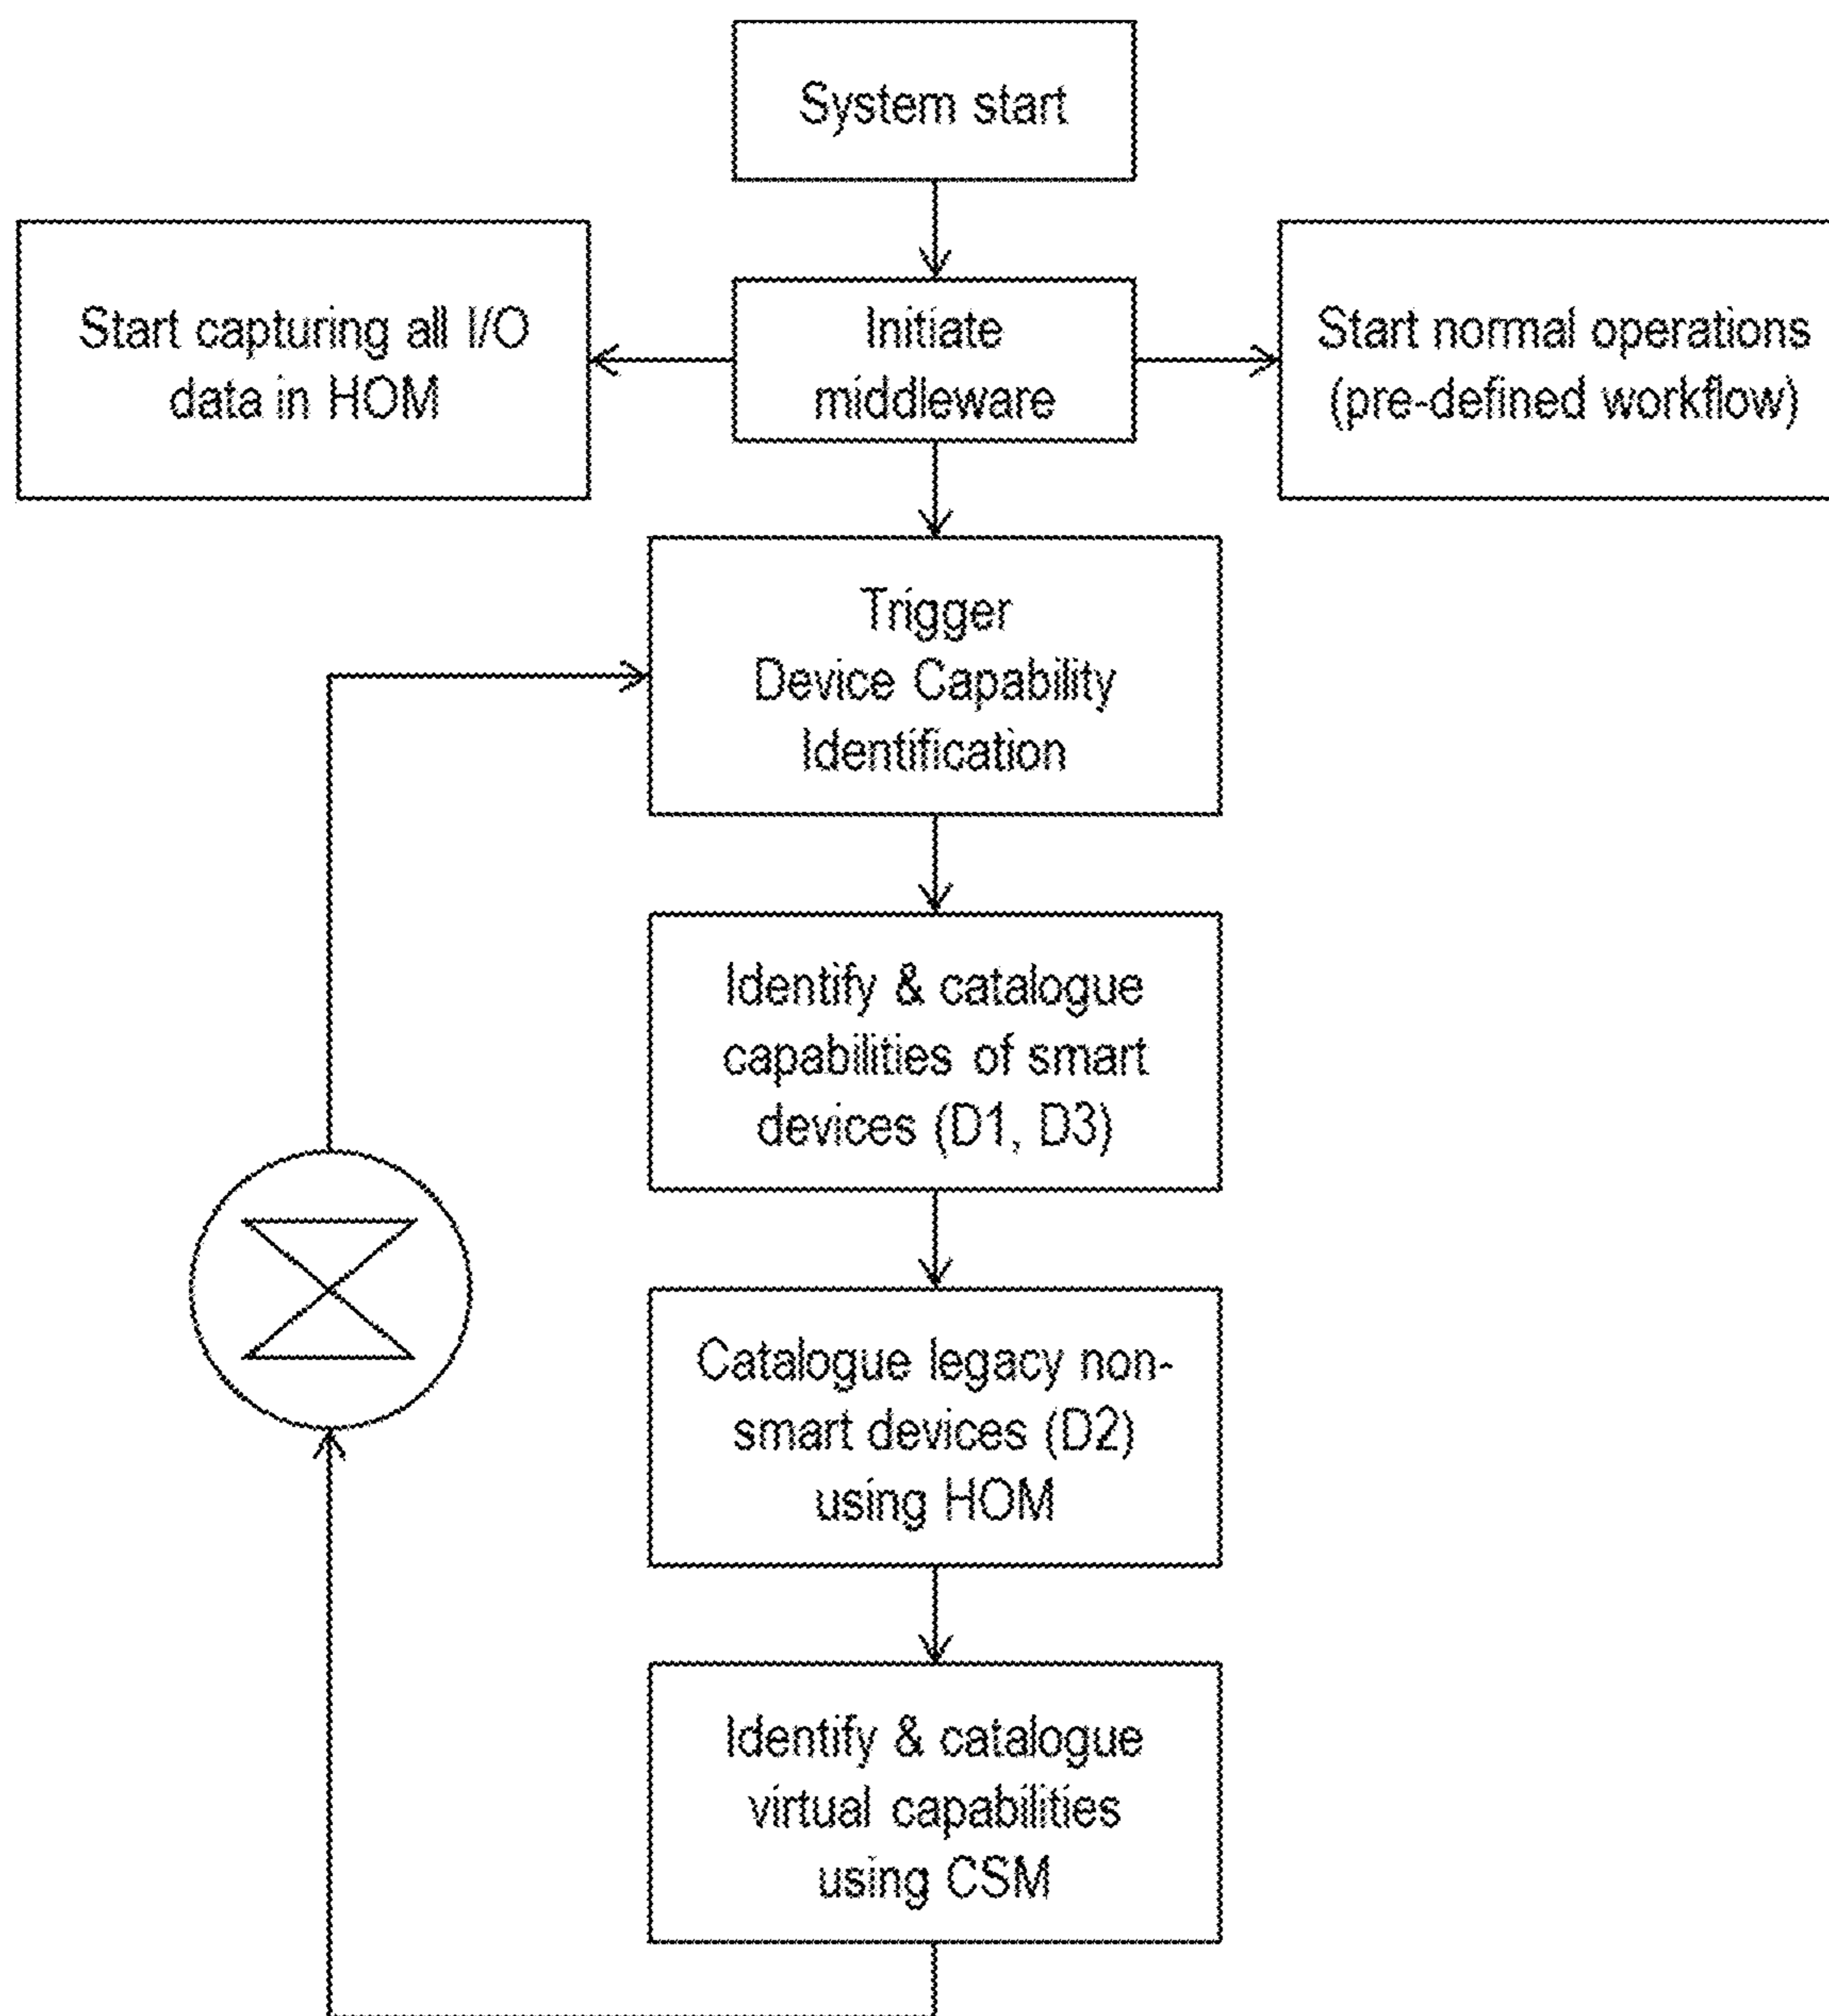 System start
Start capturing all I/O
data in HOM
Initiate
middleware
Start normal operations
(pre-defined workflow)
Trigger
Device Capability
Identification
Identify & catalogue
capabilities of smart
devices (D1, D3)
Catalogue legacy non-
smart devices (D2)
using HOM
Identify & catalogue
virtual capabilities
using CSM